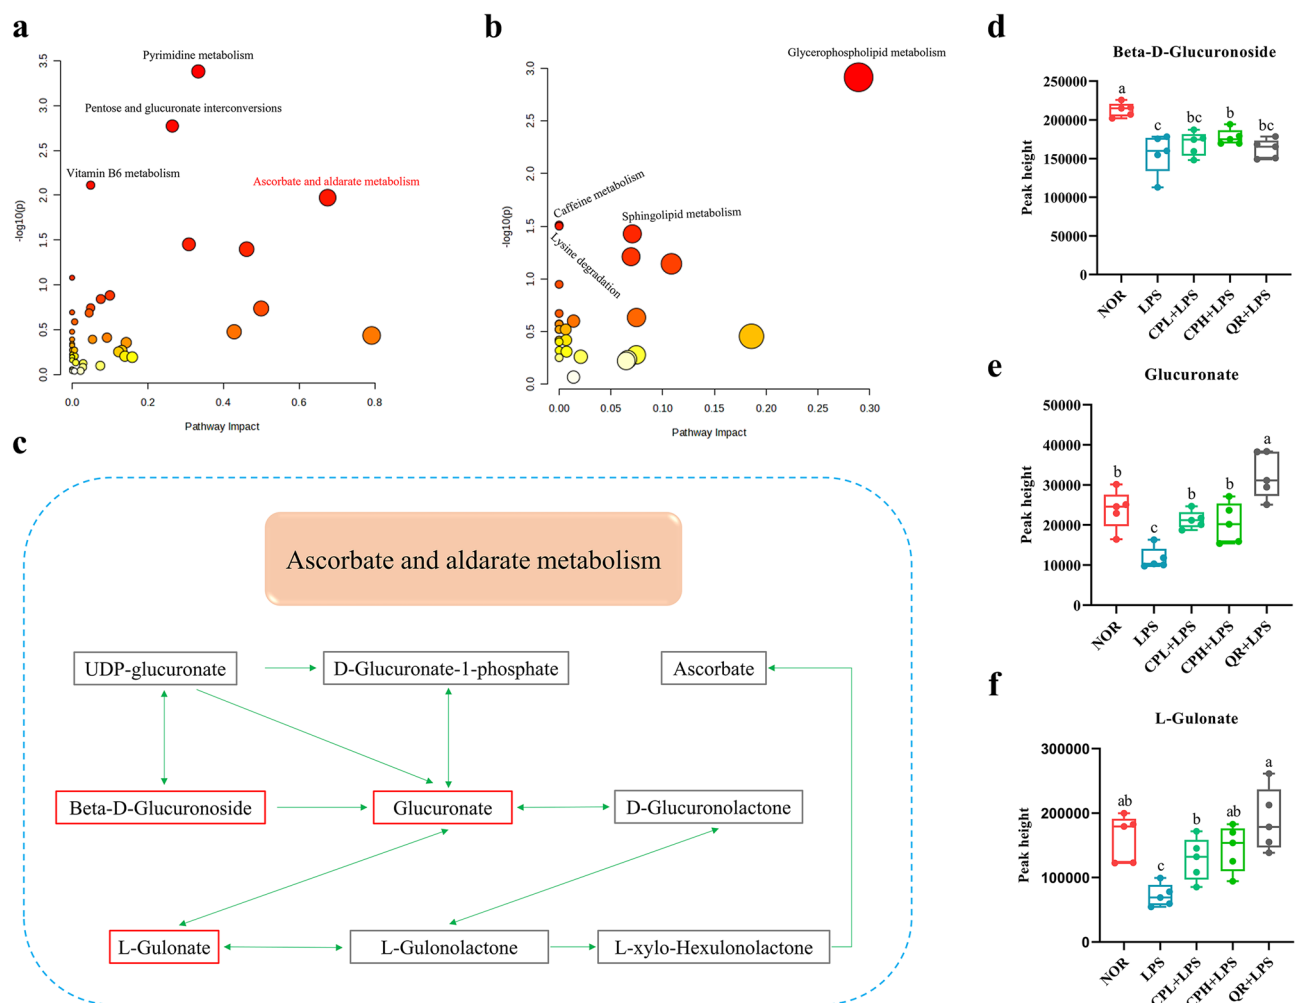 a
Pyrimidine metabolism
Pentose and glucuronate interconversions
Vitamin B6 metabolism
Ascorbate and aldarate metabolism
-log10(p)
3.5
3.0
2.5
2.0
1.5
1.0
0.5
0.0
0.0 0.2 0.4 0.6 0.8
Pathway Impact
b
Glycerophospholipid metabolism
Caffeine metabolism
Sphingolipid metabolism
Lysine degradation
-log10(p)
3.0
2.5
2.0
1.5
1.0
0.5
0.0
0.00 0.05 0.10 0.15 0.20 0.25 0.30
Pathway Impact
c
Ascorbate and aldarate metabolism
UDP-glucuronate D-Glucuronate-1-phosphate Ascorbate
Beta-D-Glucuronoside Glucuronate D-Glucuronolactone
L-Gulonate L-Gulonolactone L-xylo-Hexulonolactone
d
Beta-D-Glucuronoside
Peak height
250000
200000
150000
100000
50000
0
a c bc b bc
NOR LPS CPL+LPS CPH+LPS QR+LPS
e
Glucuronate
Peak height
50000
40000
30000
20000
10000
0
b c b b a
NOR LPS CPL+LPS CPH+LPS QR+LPS
f
L-Gulonate
Peak height
300000
200000
100000
0
ab c b ab a
NOR LPS CPL+LPS CPH+LPS QR+LPS